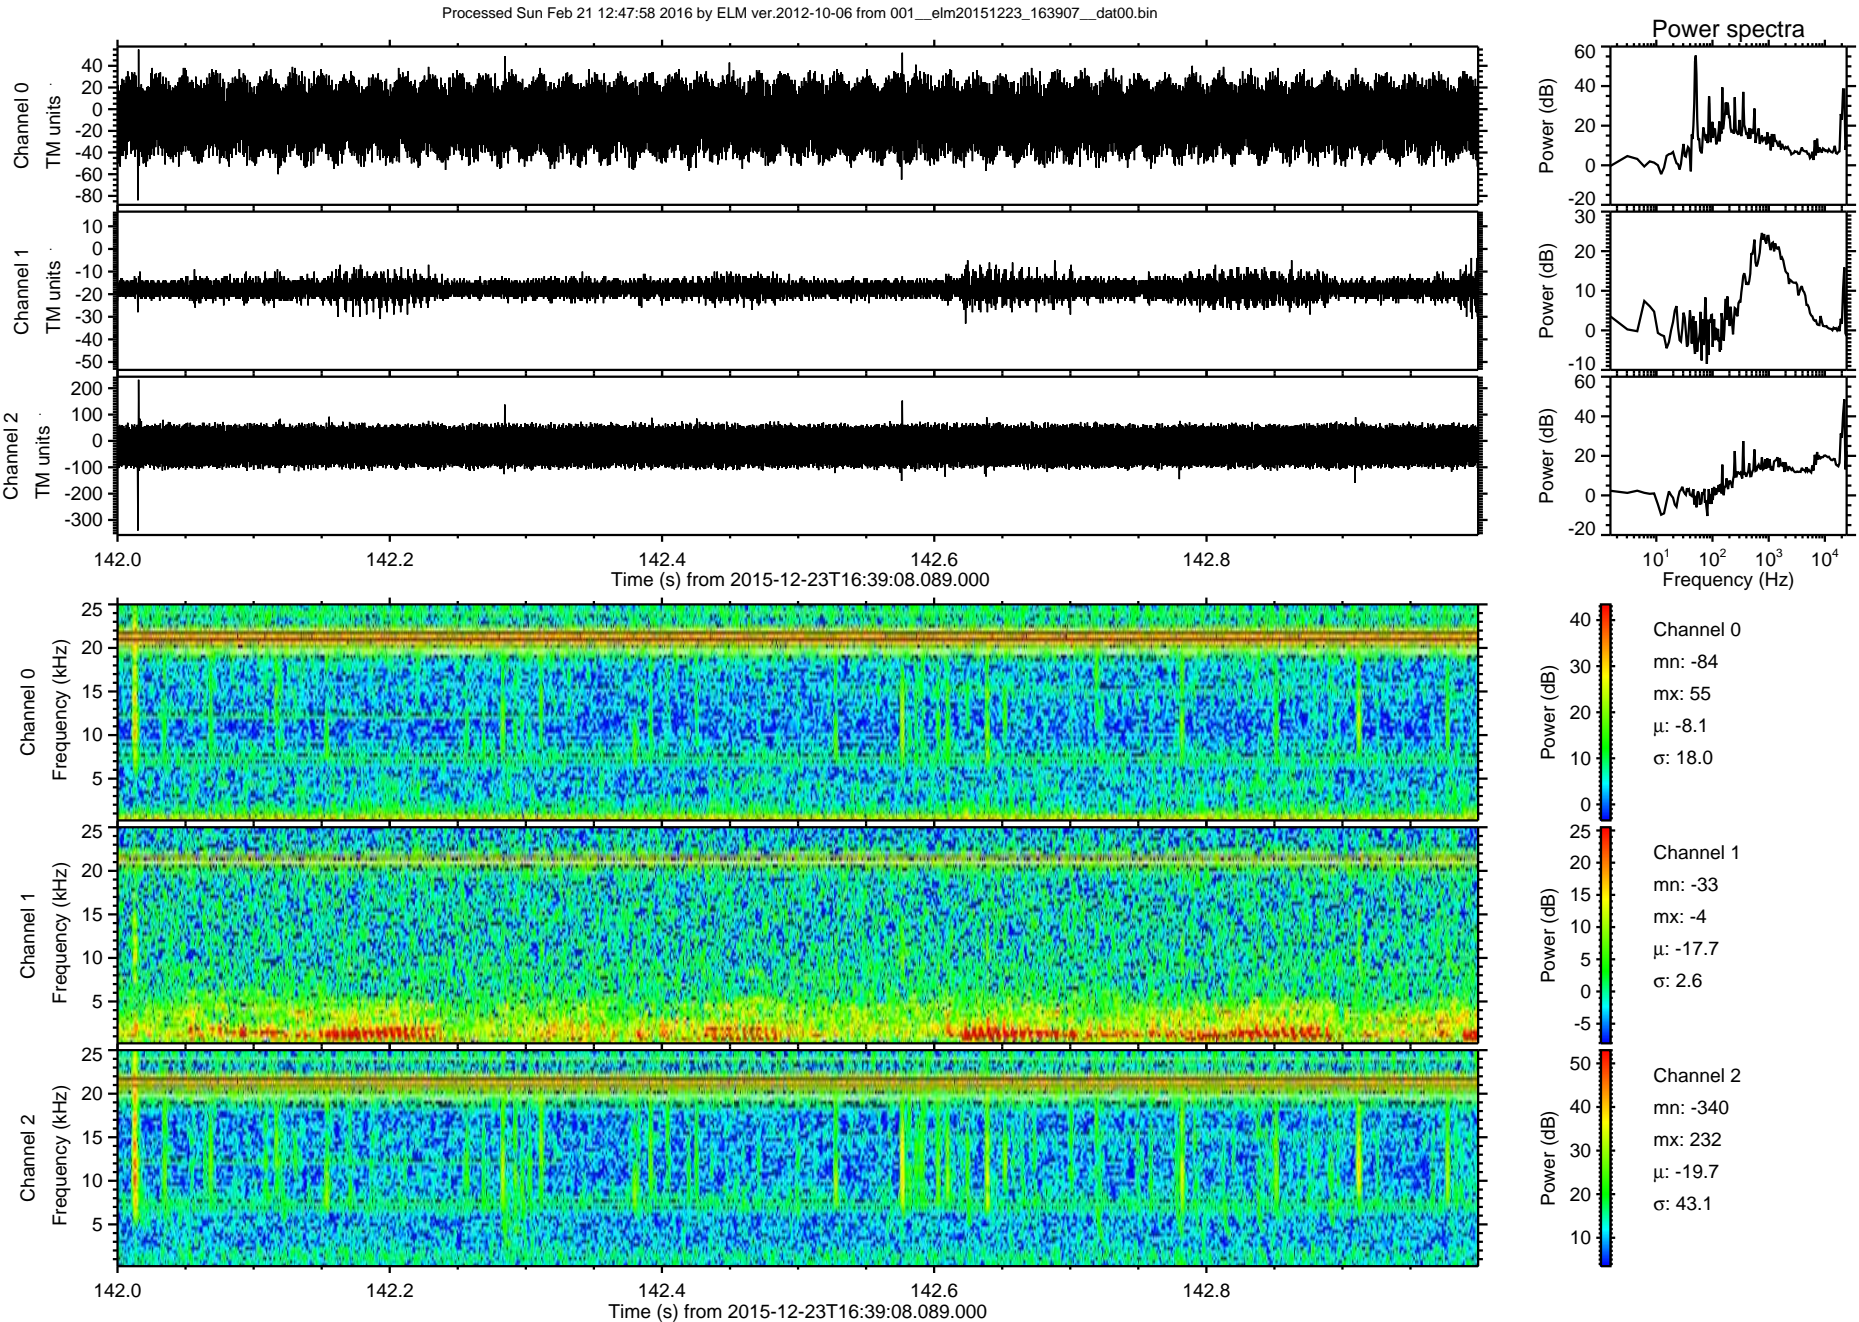 Processed Sun Feb 21 12:47:58 2016 by ELM ver.2012-10-06 from 001__elm20151223_163907__dat00.bin
Power spectra
Channel 0
TM units
40
20
0
-20
-40
-60
-80
Power (dB)
60
40
20
0
-20
Channel 1
TM units
10
0
-10
-20
-30
-40
-50
Power (dB)
30
20
10
0
-10
Channel 2
TM units
200
100
0
-100
-200
-300
Power (dB)
60
40
20
0
-20
142.0 142.2 142.4 142.6 142.8
Time (s) from 2015-12-23T16:39:08.089.000
10¹ 10² 10³ 10⁴
Frequency (Hz)
Channel 0
Frequency (kHz)
25
20
15
10
5
Power (dB)
40
30
20
10
0
Channel 0
mn: -84
mx: 55
μ: -8.1
σ: 18.0
Channel 1
Frequency (kHz)
25
20
15
10
5
Power (dB)
25
20
15
10
5
0
-5
Channel 1
mn: -33
mx: -4
μ: -17.7
σ: 2.6
Channel 2
Frequency (kHz)
25
20
15
10
5
Power (dB)
50
40
30
20
10
Channel 2
mn: -340
mx: 232
μ: -19.7
σ: 43.1
142.0 142.2 142.4 142.6 142.8
Time (s) from 2015-12-23T16:39:08.089.000